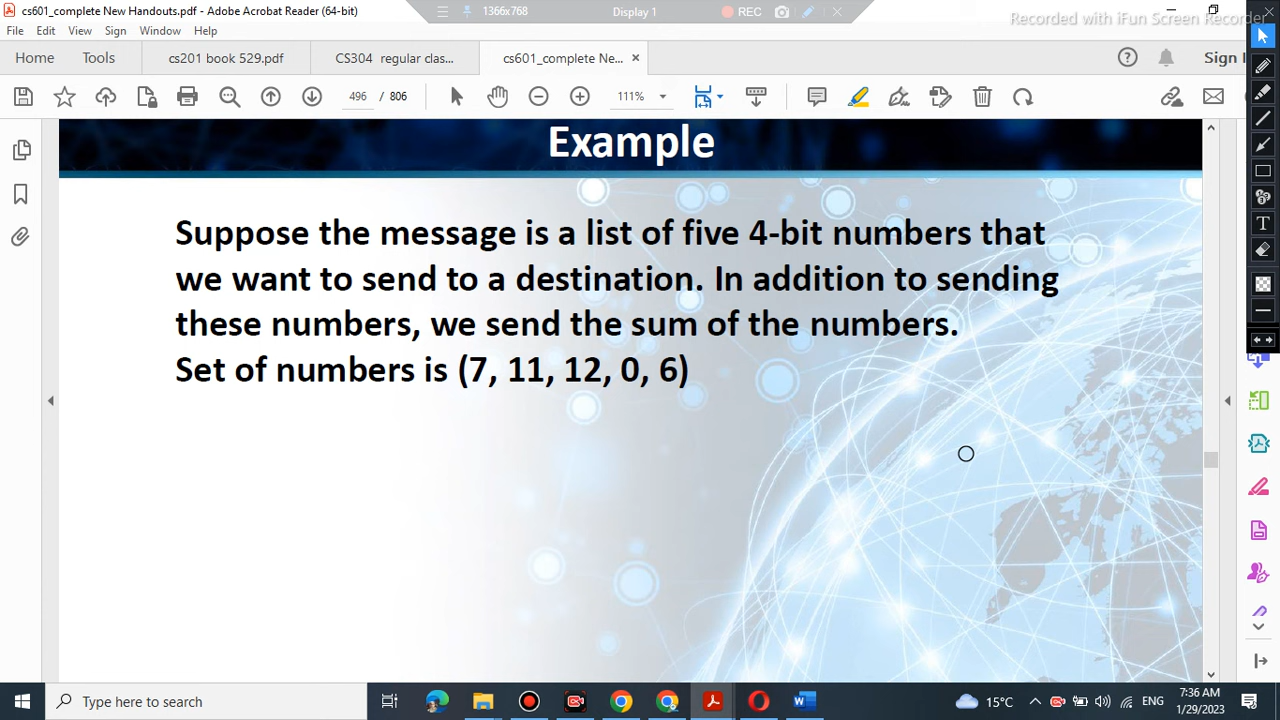 cs601_complete New Handouts.pdf - Adobe Acrobat Reader (64-bit)
1366x768
Display 1
REC
Recorded with iFun Screen Recorder
File Edit View Sign Window Help
Home Tools cs201 book 529.pdf CS304 regular clas... cs601_complete Ne... Sign
496 / 806 111%
Example
Suppose the message is a list of five 4-bit numbers that
we want to send to a destination. In addition to sending
these numbers, we send the sum of the numbers.
Set of numbers is (7, 11, 12, 0, 6)
Type here to search
15°C
ENG
7:36 AM
1/29/2023